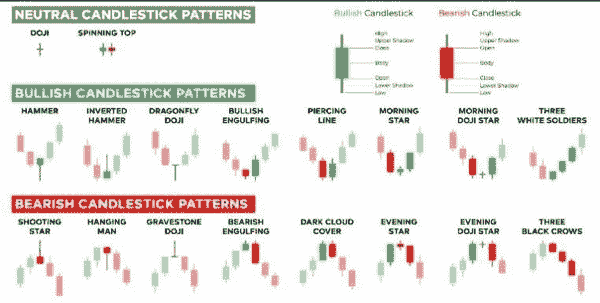 NEUTRAL CANDLESTICK PATTERNS
DOJI
SPINNING TOP
Bullish Candlestick
High
Upper Shadow
Close
Body
Open
Lower Shadow
Low
Bearish Candlestick
High
Upper Shadow
Open
Body
Close
Lower Shadow
Low
BULLISH CANDLESTICK PATTERNS
HAMMER
INVERTED
HAMMER
DRAGONFLY
DOJI
BULLISH
ENGULFING
PIERCING
LINE
MORNING
STAR
MORNING
DOJI STAR
THREE
WHITE SOLDIERS
BEARISH CANDLESTICK PATTERNS
SHOOTING
STAR
HANGING
MAN
GRAVESTONE
DOJI
BEARISH
ENGULFING
DARK CLOUD
COVER
EVENING
STAR
EVENING
DOJI STAR
THREE
BLACK CROWS